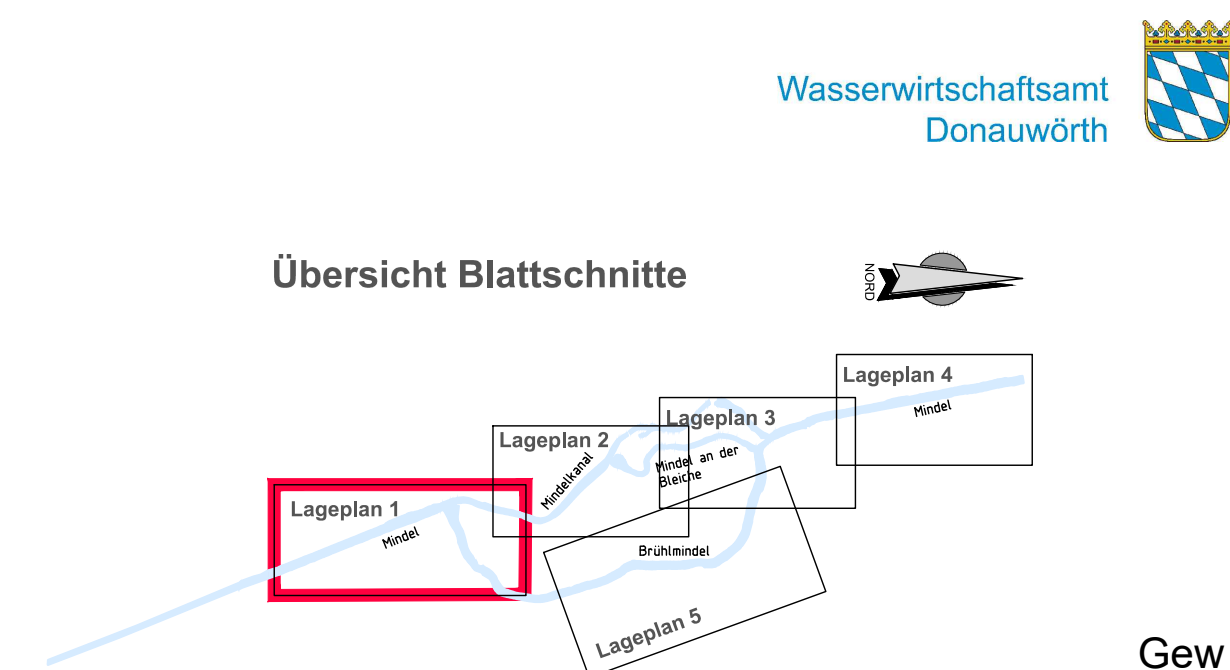 Wasserwirtschaftsamt
Donauwörth
Übersicht Blattschnitte
NORD
Lageplan 4
Mindel
Lageplan 3
Lageplan 2
Mindelkanal
Mindel an der
Bleiche
Lageplan 1
Mindel
Brühlmindel
Lageplan 5
Gew